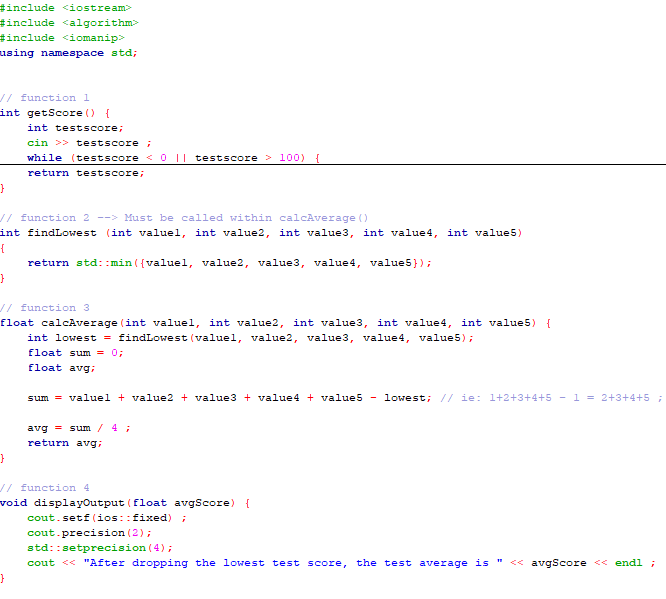 #include <iostream>
#include <algorithm>
#include <iomanip>
using namespace std;
// function 1
int getScore() {
    int testscore;
    cin >> testscore ;
    while (testscore < 0 || testscore > 100) {
    return testscore;
}
// function 2 --> Must be called within calcAverage()
int findLowest (int value1, int value2, int value3, int value4, int value5)
{
    return std::min({value1, value2, value3, value4, value5});
}
// function 3
float calcAverage(int value1, int value2, int value3, int value4, int value5) {
    int lowest = findLowest(value1, value2, value3, value4, value5);
    float sum = 0;
    float avg;
    sum = value1 + value2 + value3 + value4 + value5 - lowest; // ie: 1+2+3+4+5 - 1 = 2+3+4+5 ;
    avg = sum / 4 ;
    return avg;
}
// function 4
void displayOutput(float avgScore) {
    cout.setf(ios::fixed) ;
    cout.precision(2);
    std::setprecision(4);
    cout << "After dropping the lowest test score, the test average is " << avgScore << endl ;
}